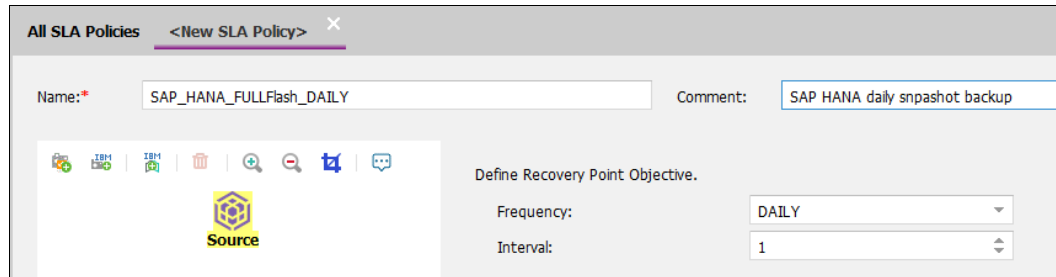 All SLA Policies <New SLA Policy>
Name:* SAP_HANA_FULLFlash_DAILY Comment: SAP HANA daily snpashot backup
IBM IBM
Define Recovery Point Objective.
Frequency: DAILY
Source
Interval: 1